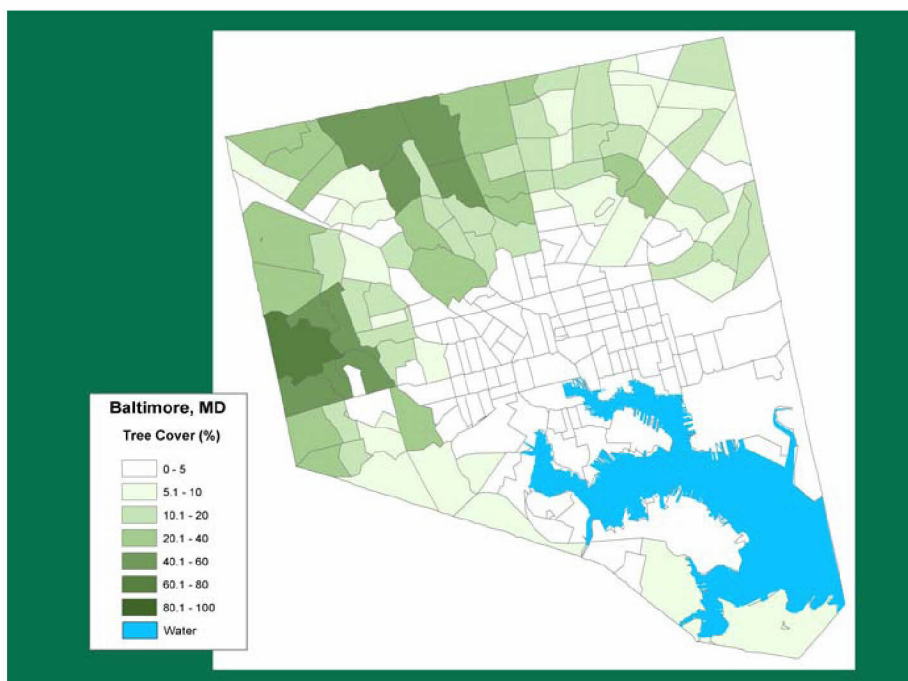 Baltimore, MD
Tree Cover (%)
0 - 5
5.1 - 10
10.1 - 20
20.1 - 40
40.1 - 60
60.1 - 80
80.1 - 100
Water